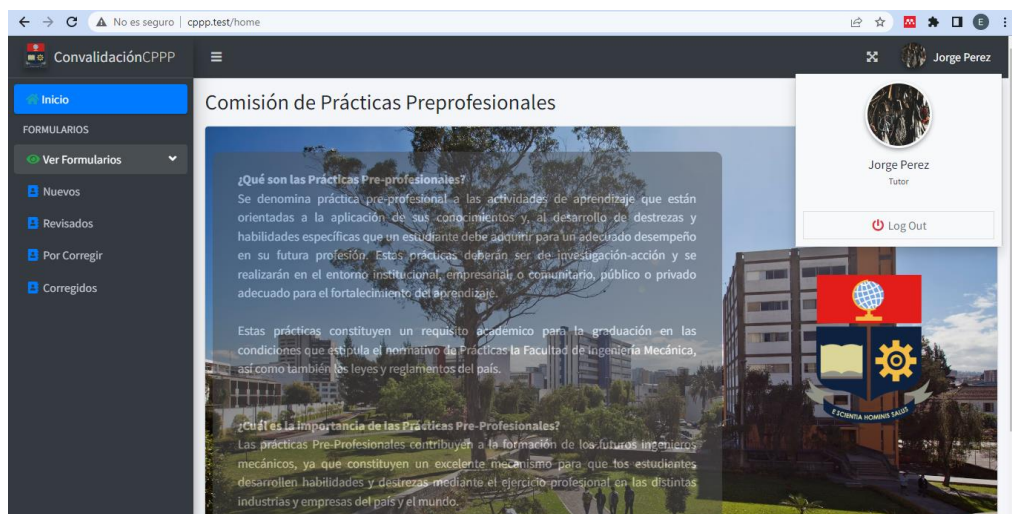 No es seguro | cppp.test/home
E
ConvalidaciónCPPP
Jorge Perez
Inicio
FORMULARIOS
Ver Formularios
Nuevos
Revisados
Por Corregir
Corregidos
Comisión de Prácticas Preprofesionales
¿Qué son las Prácticas Pre-profesionales?
Se denomina práctica pre-profesional a las actividades de aprendizaje que están
orientadas a la aplicación de sus conocimientos y, al desarrollo de destrezas y
habilidades específicas que un estudiante debe adquirir para un adecuado desempeño
en su futura profesión. Estas prácticas deberán ser de investigación-acción y se
realizarán en el entorno institucional, empresarial, o comunitario, público o privado
adecuado para el fortalecimiento del aprendizaje.
Estas prácticas constituyen un requisito academico para la graduación en las
condiciones que estipula el normativo de Prácticas la Facultad de Ingeniería Mecánica,
así como también las leyes y reglamentos del país.
¿Cuál es la importancia de las Prácticas Pre-Profesionales?
Las prácticas Pre-Profesionales contribuyen a la formación de los futuros ingenieros
mecánicos, ya que constituyen un excelente mecanismo para que los estudiantes
desarrollen habilidades y destrezas mediante el ejercicio profesional en las distintas
industrias y empresas del país y el mundo.
Jorge Perez
Tutor
Log Out
E SCIENTIA HOMINIS SALUS